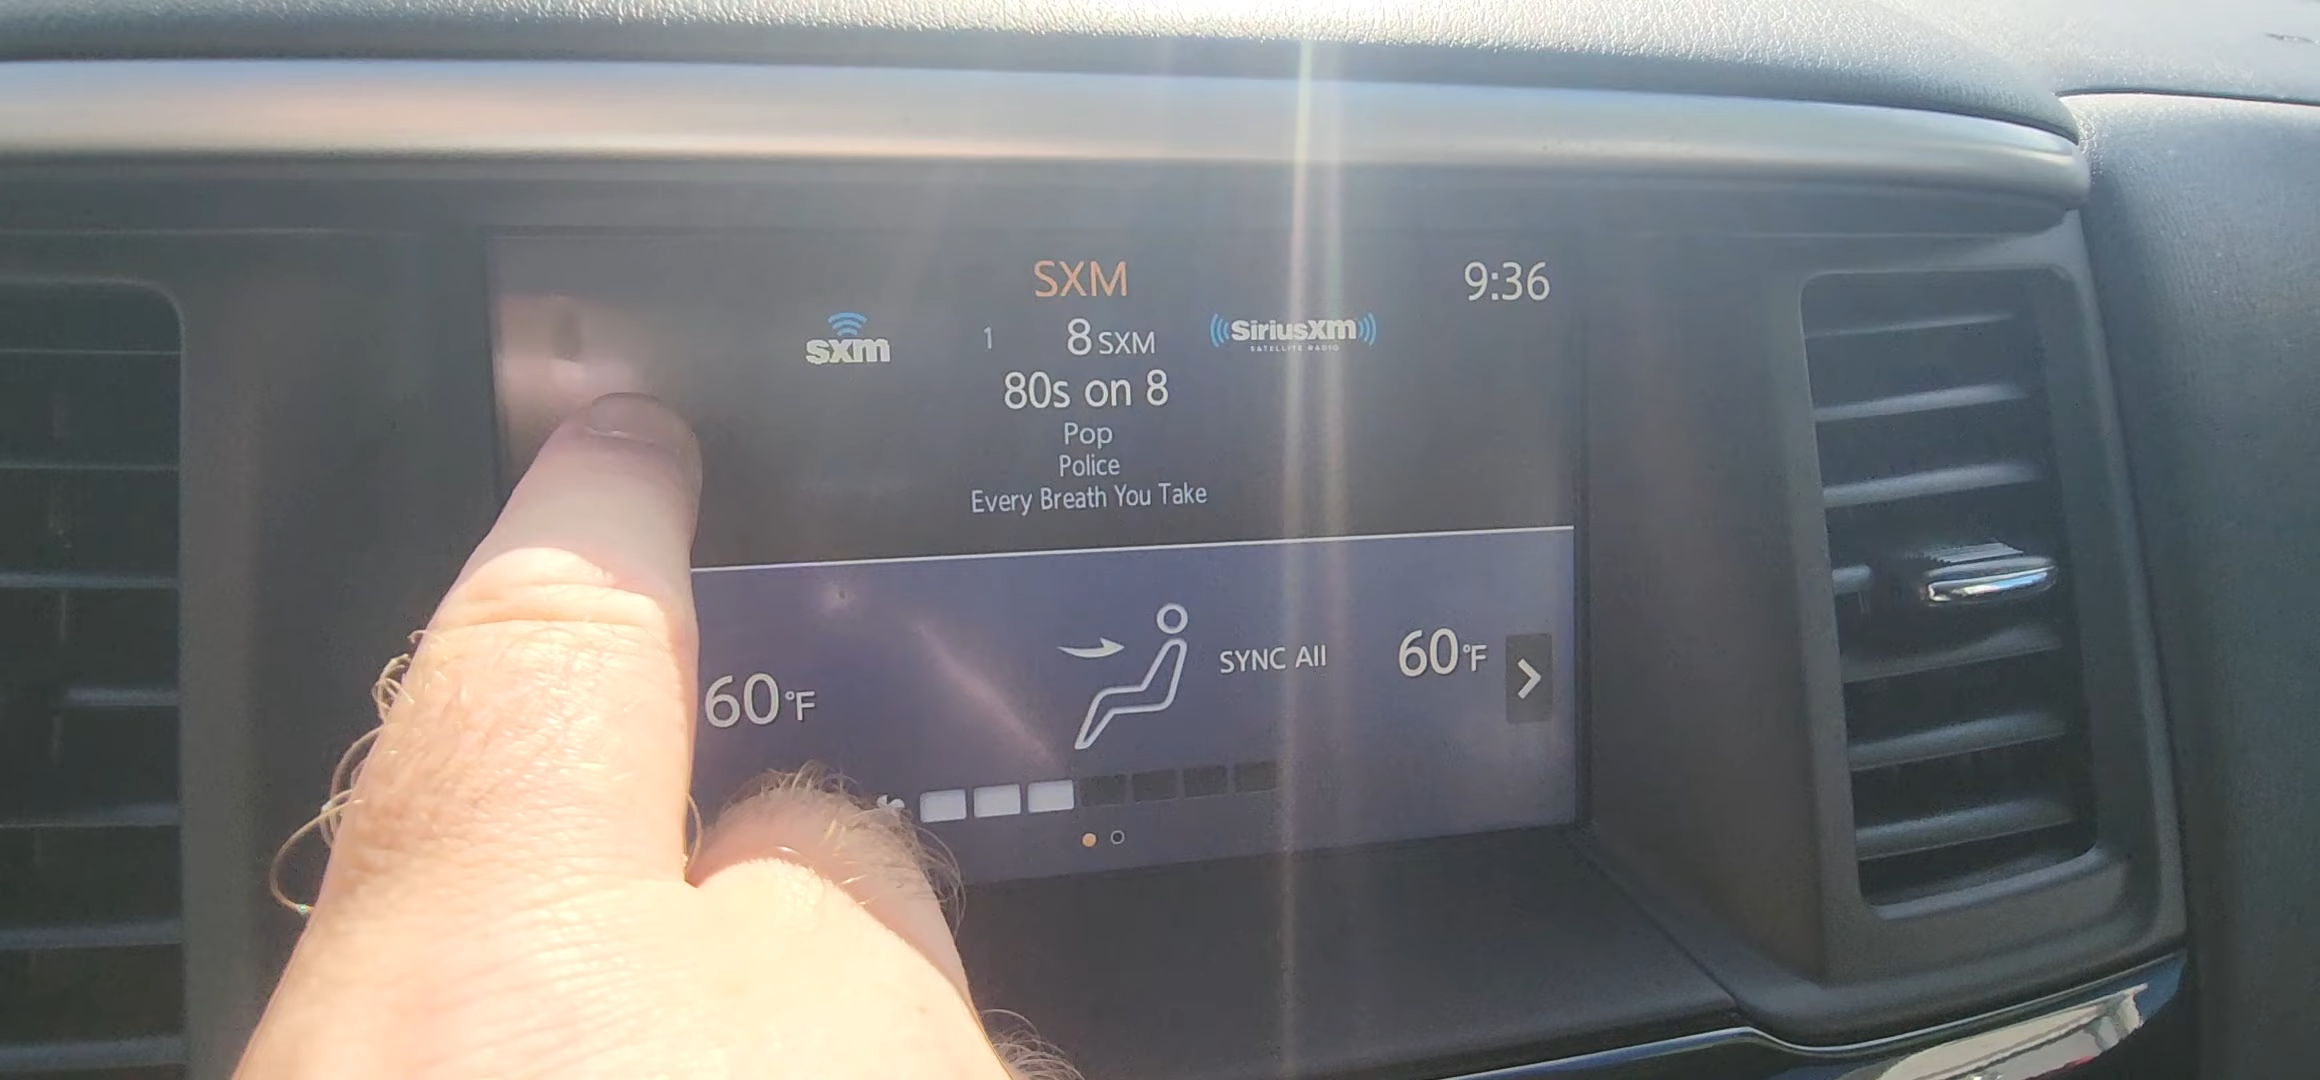 SXM
9:36
sxm
1
8 SXM
SiriusXm
SATELLITE RADIO
80s on 8
Pop
Police
Every Breath You Take
60°F
SYNC All
60°F